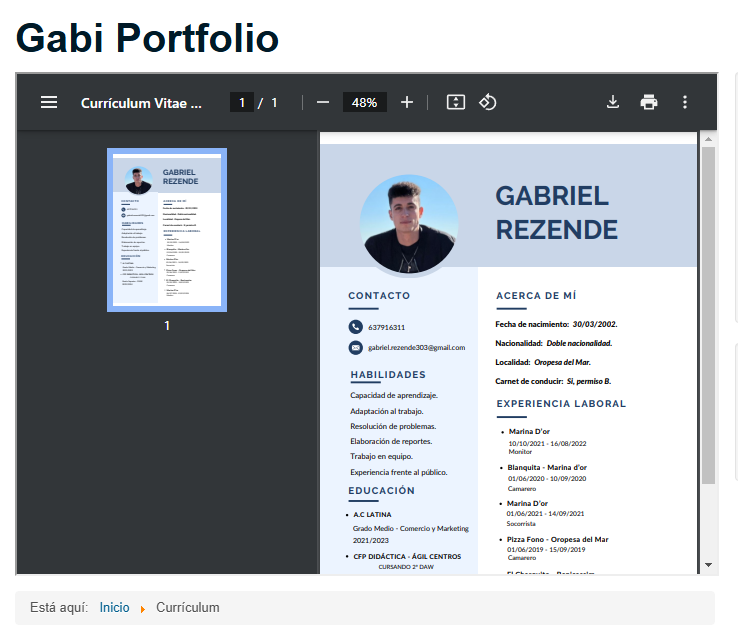 Gabi Portfolio
Currículum Vitae ...
1 / 1
48%
GABRIEL
REZENDE
CONTACTO
637916311
gabriel.rezende303@gmail.com
HABILIDADES
Capacidad de aprendizaje.
Adaptación al trabajo.
Resolución de problemas.
Elaboración de reportes.
Trabajo en equipo.
Experiencia frente al público.
EDUCACIÓN
A.C LATINA
Grado Medio - Comercio y Marketing
2021/2023
CFP DIDÁCTICA - ÁGIL CENTROS
CURSANDO 2º DAW
ACERCA DE MÍ
Fecha de nacimiento: 30/03/2002.
Nacionalidad: Doble nacionalidad.
Localidad: Oropesa del Mar.
Carnet de conducir: Si, permiso B.
EXPERIENCIA LABORAL
Marina D'or
10/10/2021 - 16/08/2022
Monitor
Blanquita - Marina d'or
01/06/2020 - 10/09/2020
Camarero
Marina D'or
01/06/2021 - 14/09/2021
Socorrista
Pizza Fono - Oropesa del Mar
01/06/2019 - 15/09/2019
Camarero
1
Está aquí: Inicio Currículum